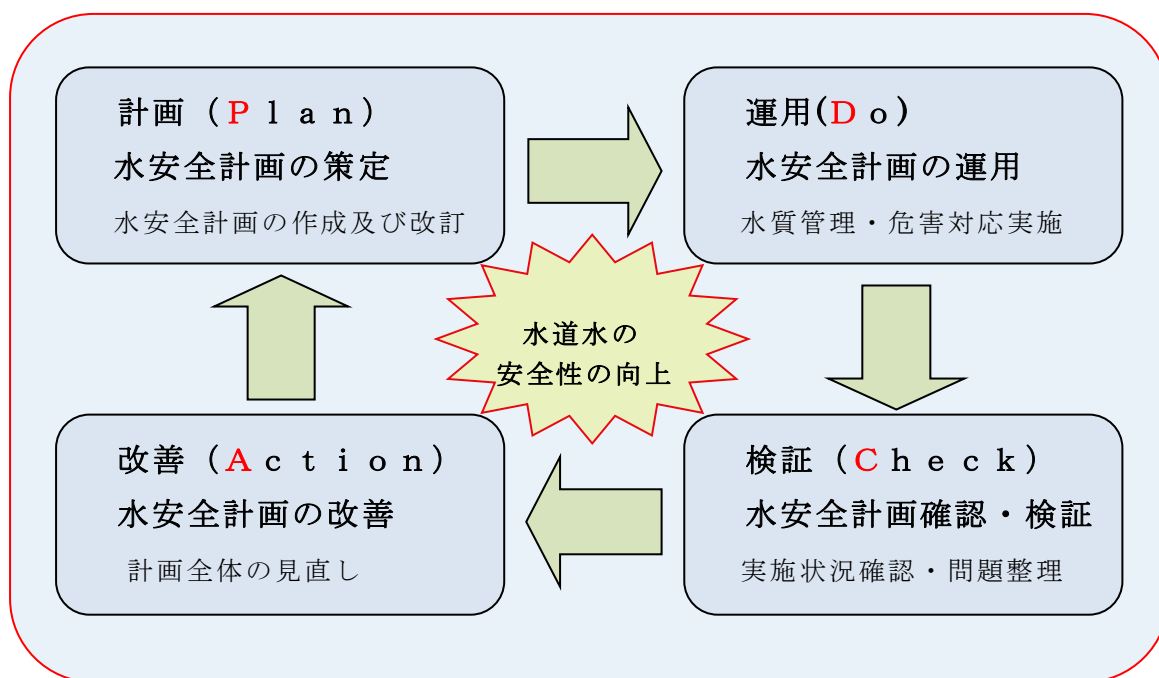 計画（Ｐｌａｎ）
水安全計画の策定
水安全計画の作成及び改訂
運用(Ｄｏ)
水安全計画の運用
水質管理・危害対応実施
水道水の
安全性の向上
改善（Ａｃｔｉｏｎ）
水安全計画の改善
計画全体の見直し
検証（Ｃｈｅｃｋ）
水安全計画確認・検証
実施状況確認・問題整理